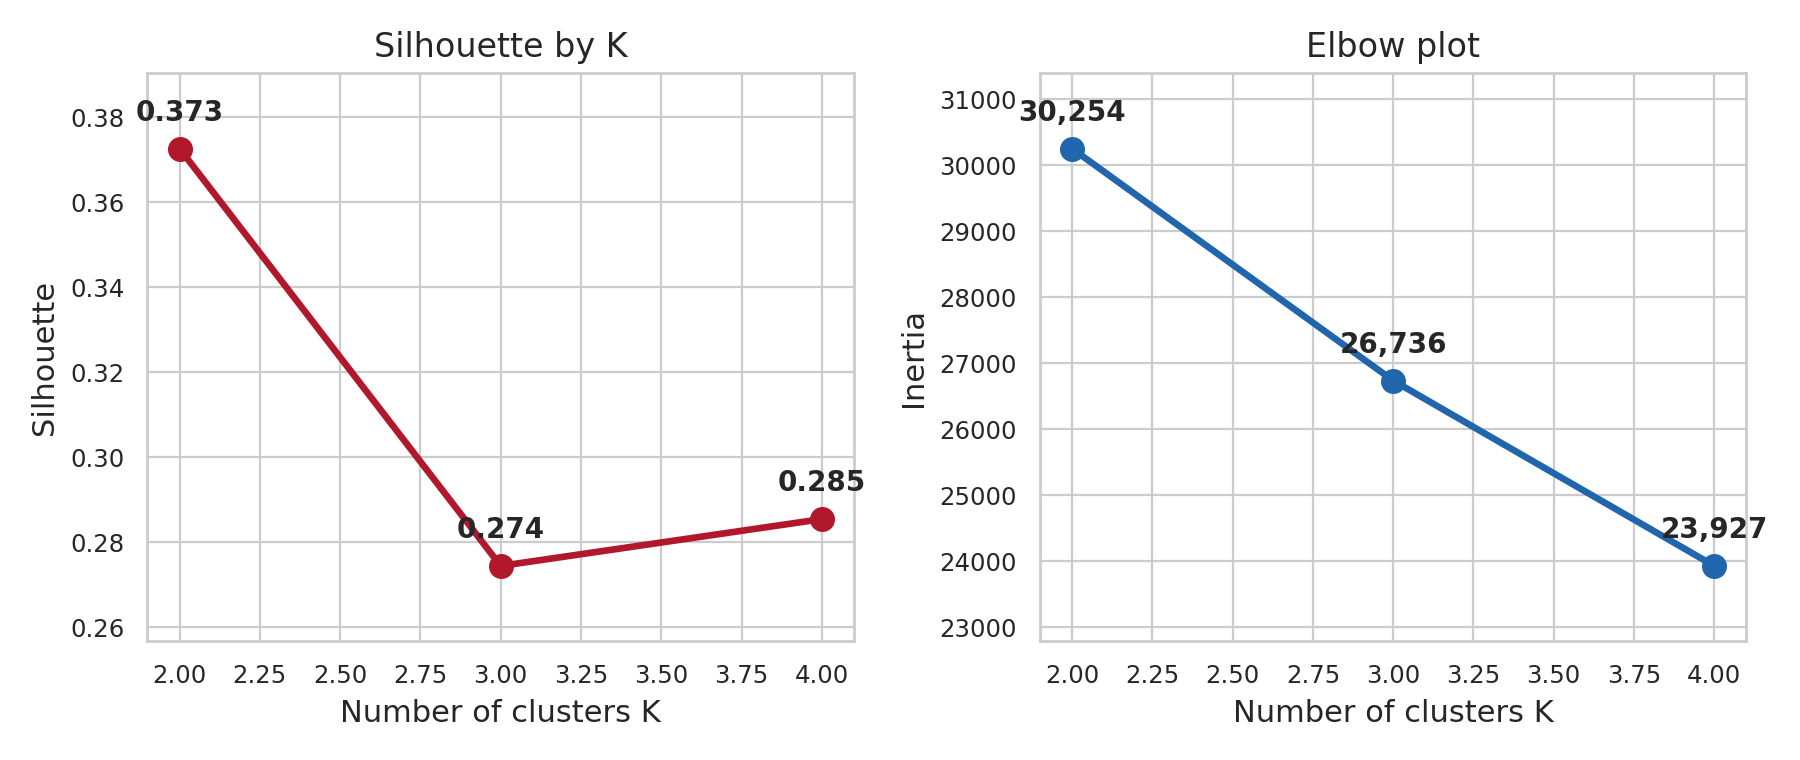 Silhouette by K
0.38
0.36
0.34
0.32
0.30
0.28
0.26
Silhouette
0.373
0.274
0.285
2.00 2.25 2.50 2.75 3.00 3.25 3.50 3.75 4.00
Number of clusters K
Elbow plot
31000
30000
29000
28000
27000
26000
25000
24000
23000
Inertia
30,254
26,736
23,927
2.00 2.25 2.50 2.75 3.00 3.25 3.50 3.75 4.00
Number of clusters K